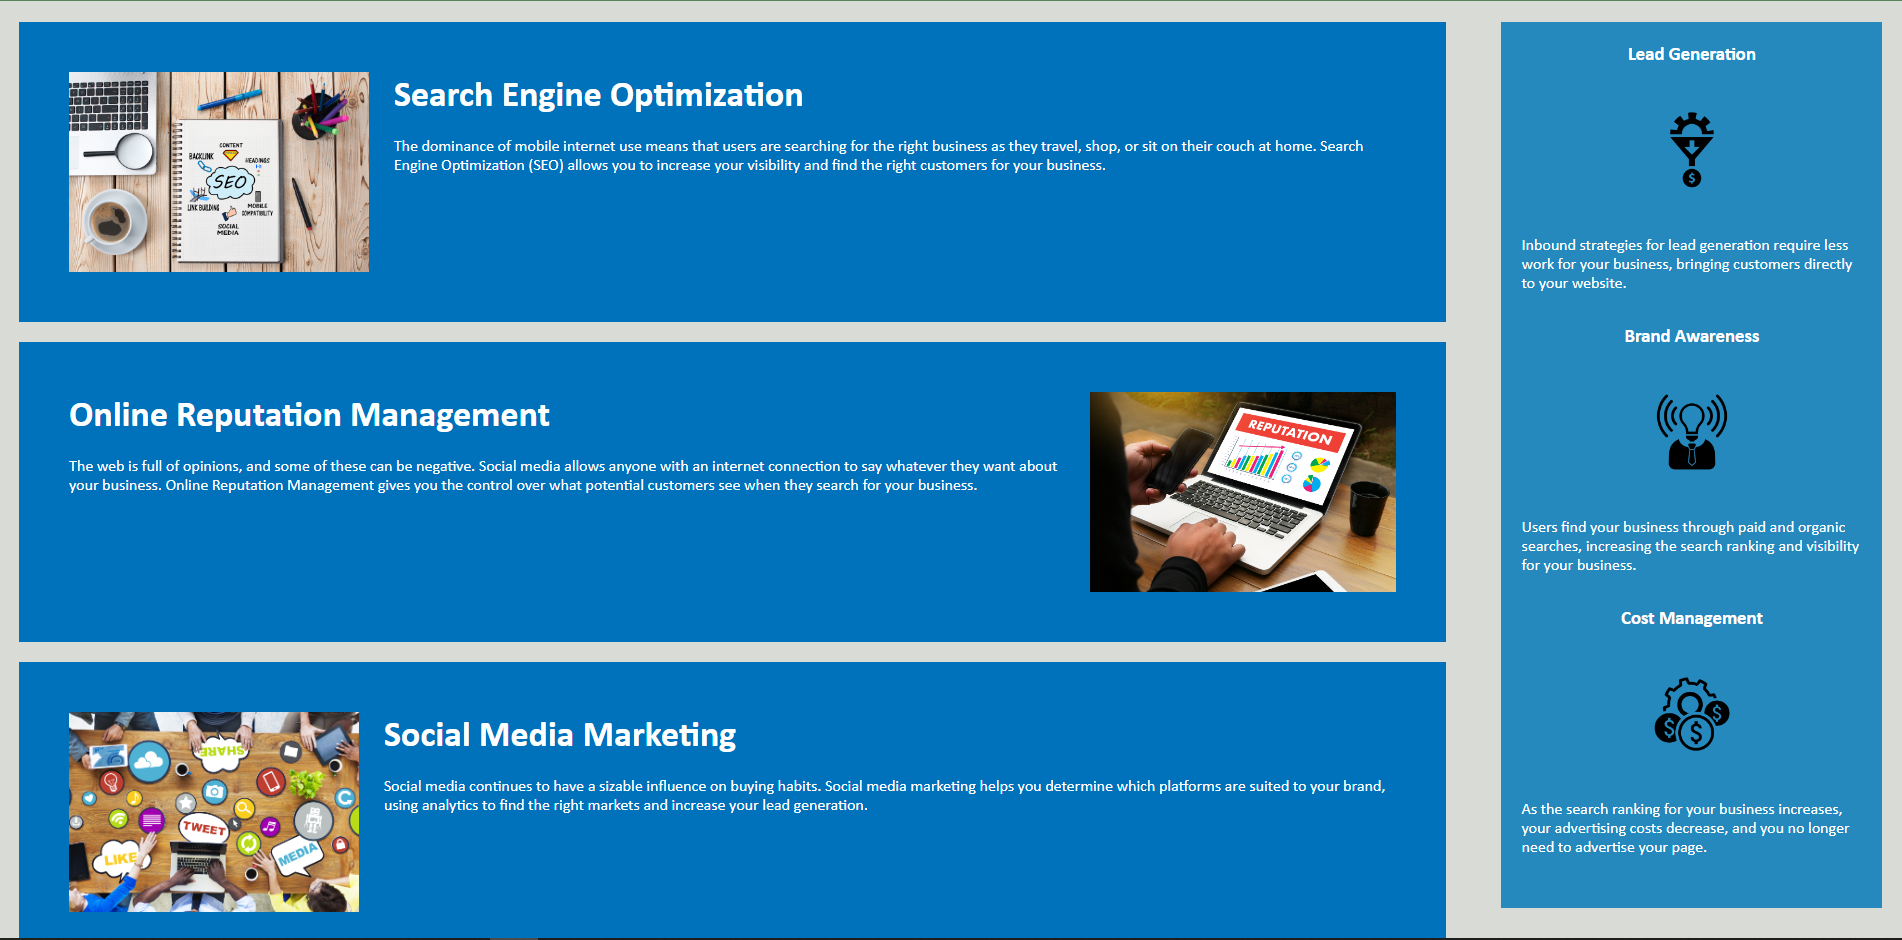 Search Engine Optimization
The dominance of mobile internet use means that users are searching for the right business as they travel, shop, or sit on their couch at home. Search
Engine Optimization (SEO) allows you to increase your visibility and find the right customers for your business.
CONTENT
BACKLINK
HEADINGS
SEO
LINK BUILDING
MOBILE
COMPATIBILITY
SOCIAL
MEDIA
Online Reputation Management
The web is full of opinions, and some of these can be negative. Social media allows anyone with an internet connection to say whatever they want about
your business. Online Reputation Management gives you the control over what potential customers see when they search for your business.
REPUTATION
Social Media Marketing
Social media continues to have a sizable influence on buying habits. Social media marketing helps you determine which platforms are suited to your brand,
using analytics to find the right markets and increase your lead generation.
SHARE
TWEET
LIKE
MEDIA
Lead Generation
$
Inbound strategies for lead generation require less
work for your business, bringing customers directly
to your website.
Brand Awareness
Users find your business through paid and organic
searches, increasing the search ranking and visibility
for your business.
Cost Management
$ $ $
As the search ranking for your business increases,
your advertising costs decrease, and you no longer
need to advertise your page.